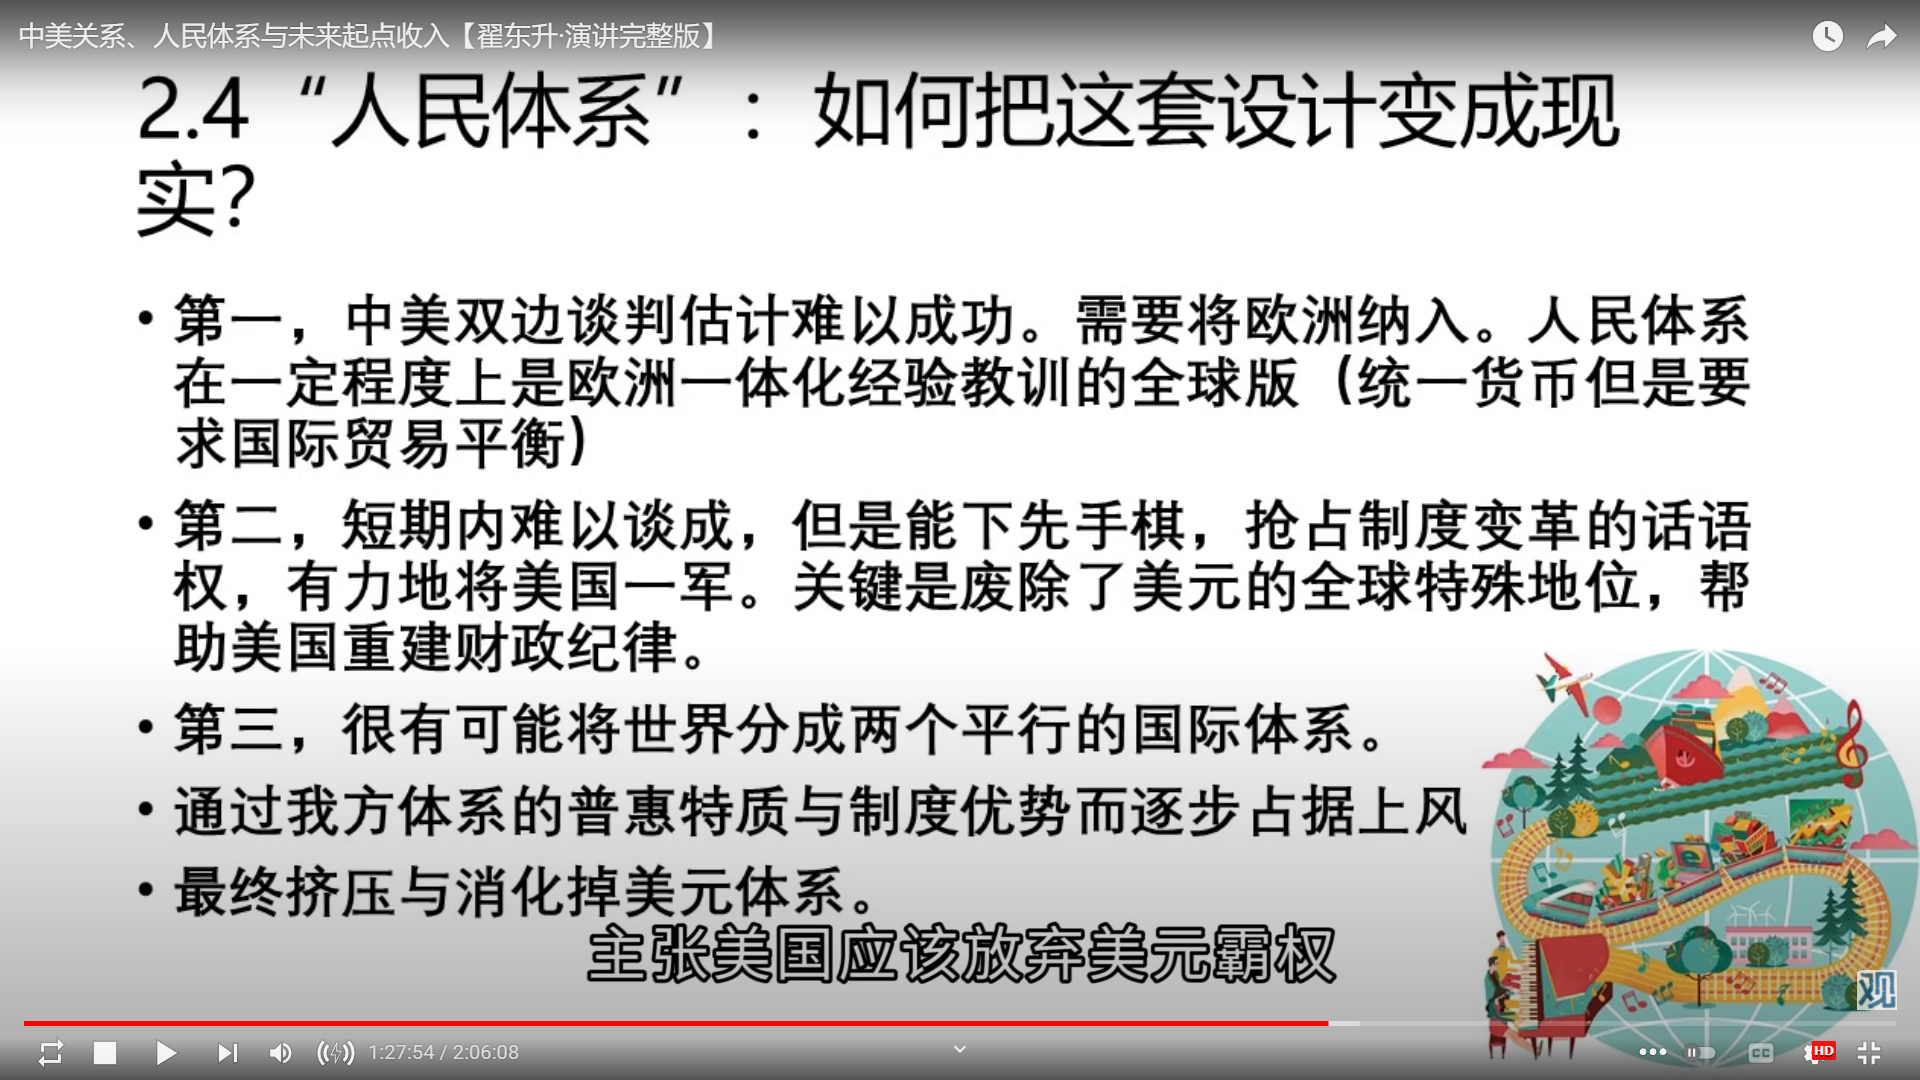 中美关系、人民体系与未来起点收入【翟东升·演讲完整版】
2.4 “人民体系”：如何把这套设计变成现
实？
• 第一，中美双边谈判估计难以成功。需要将欧洲纳入。人民体系
在一定程度上是欧洲一体化经验教训的全球版（统一货币但是要
求国际贸易平衡）
• 第二，短期内难以谈成，但是能下先手棋，抢占制度变革的话语
权，有力地将美国一军。关键是废除了美元的全球特殊地位，帮
助美国重建财政纪律。
• 第三，很有可能将世界分成两个平行的国际体系。
• 通过我方体系的普惠特质与制度优势而逐步占据上风
• 最终挤压与消化掉美元体系。
主张美国应该放弃美元霸权
观
1:27:54 / 2:06:08
CC
HD